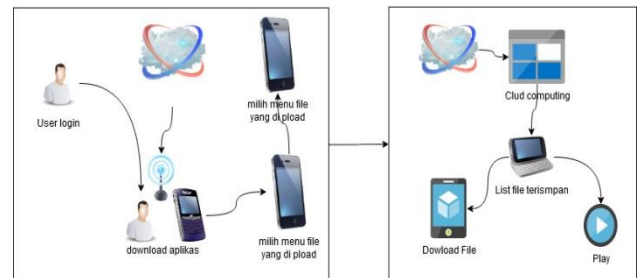 User login
download aplikas
milih menu file
yang di pload
milih menu file
yang di pload
Clud computing
List file terismpan
Dowload File
Play